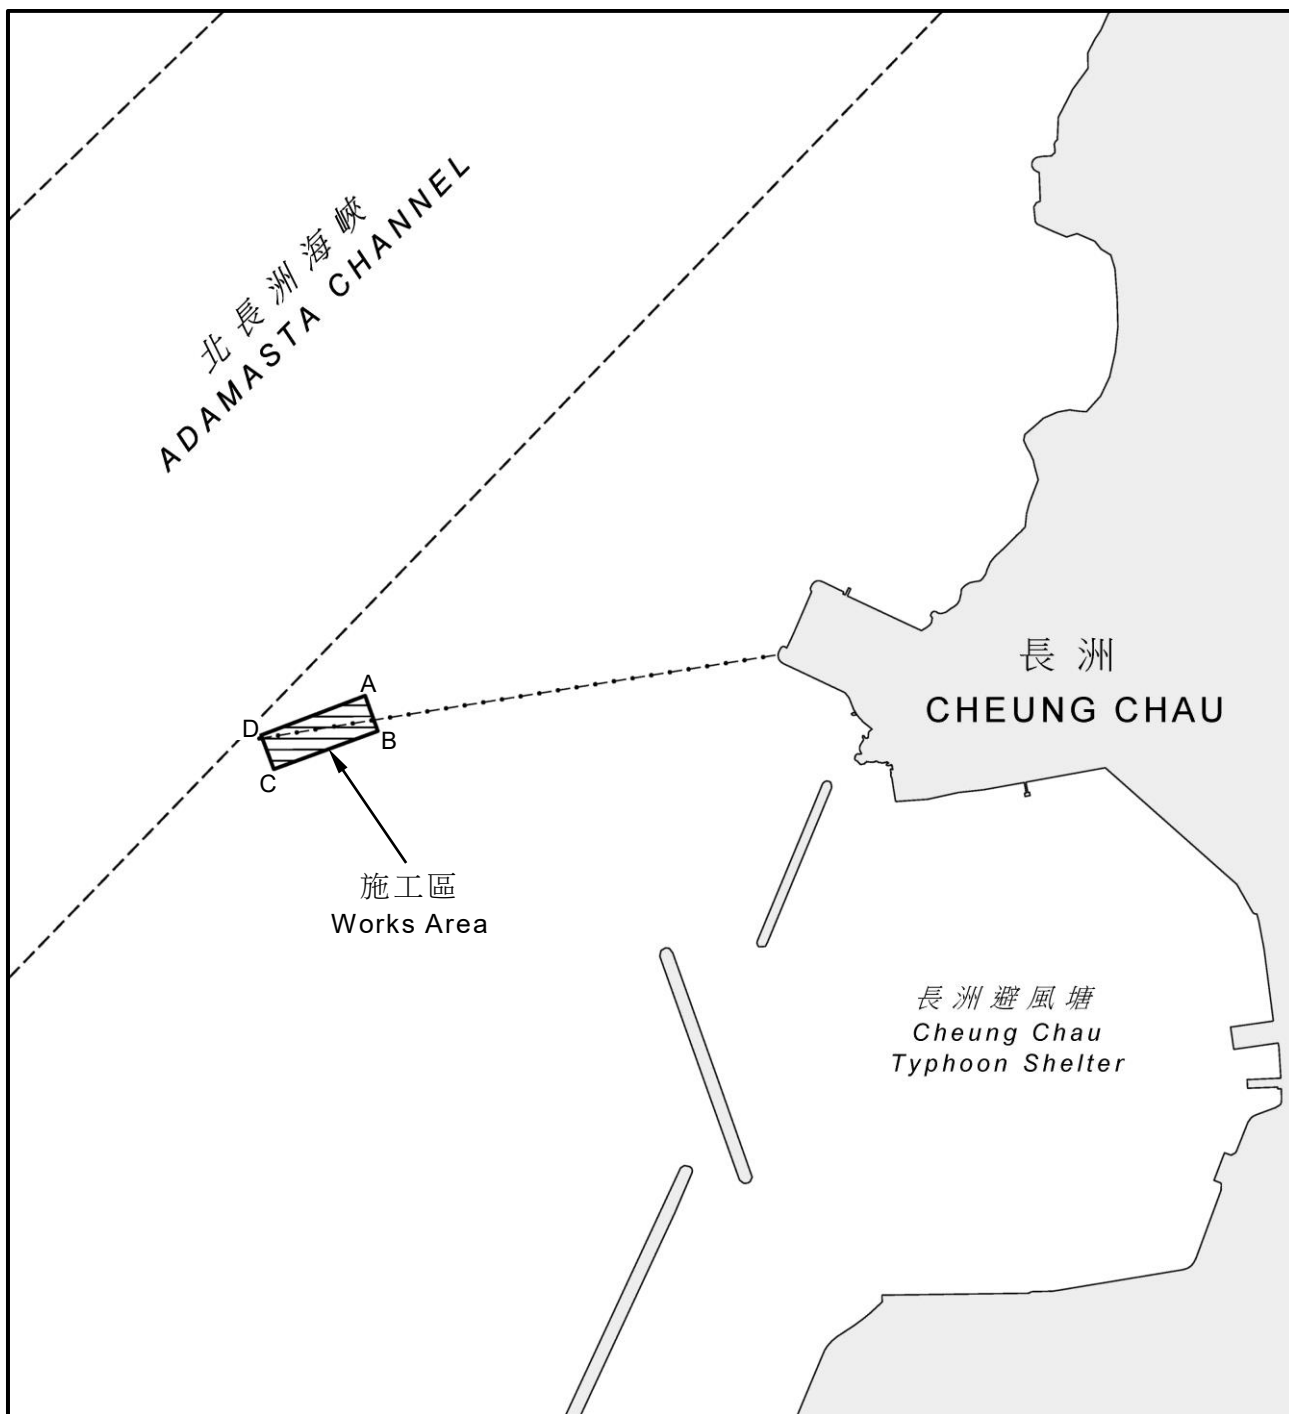 北長洲海峽
ADAMASTA CHANNEL
長洲
CHEUNG CHAU
A
D
B
C
施工區
Works Area
長洲避風塘
Cheung Chau
Typhoon Shelter